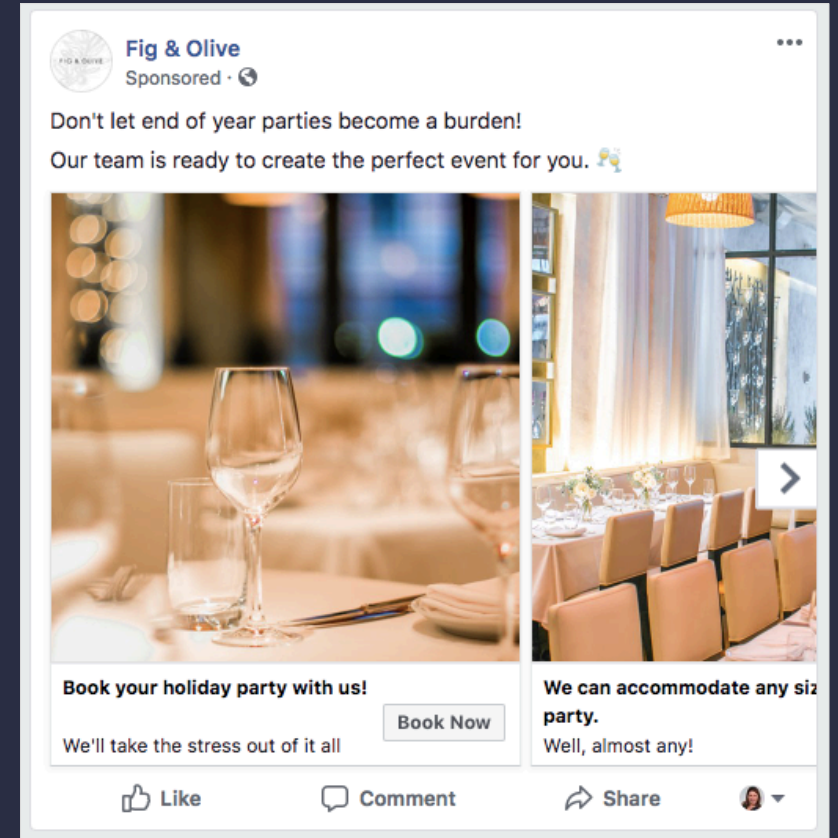 FIG & OLIVE
Fig & Olive
Sponsored ·
Don't let end of year parties become a burden!
Our team is ready to create the perfect event for you. 🥂
Book your holiday party with us!
Book Now
We'll take the stress out of it all
We can accommodate any siz
party.
Well, almost any!
Like
Comment
Share